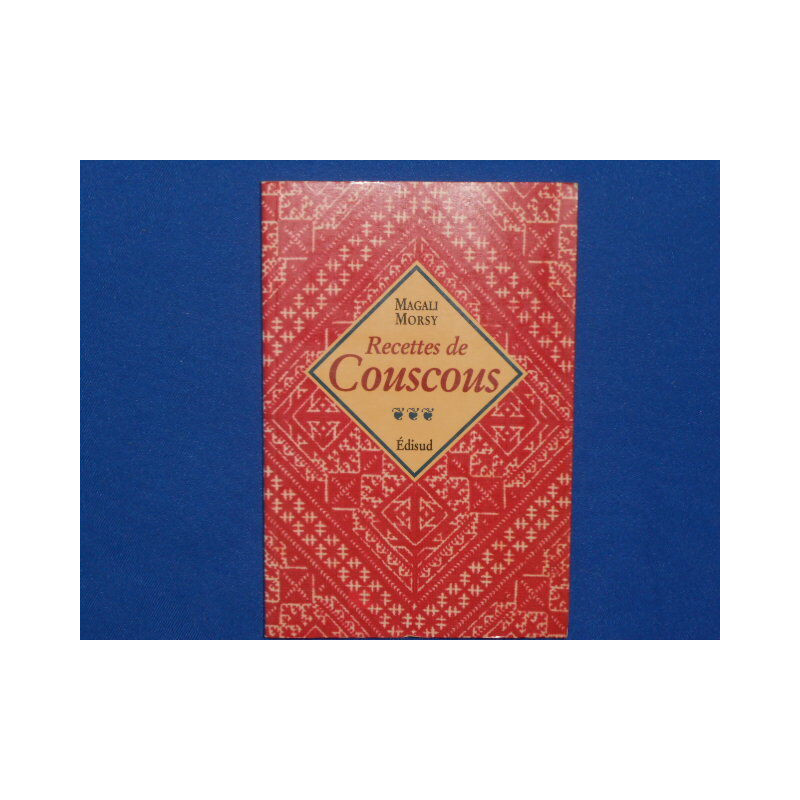 MAGALI
MORSY
Recettes de
COUSCOUS
Édisud